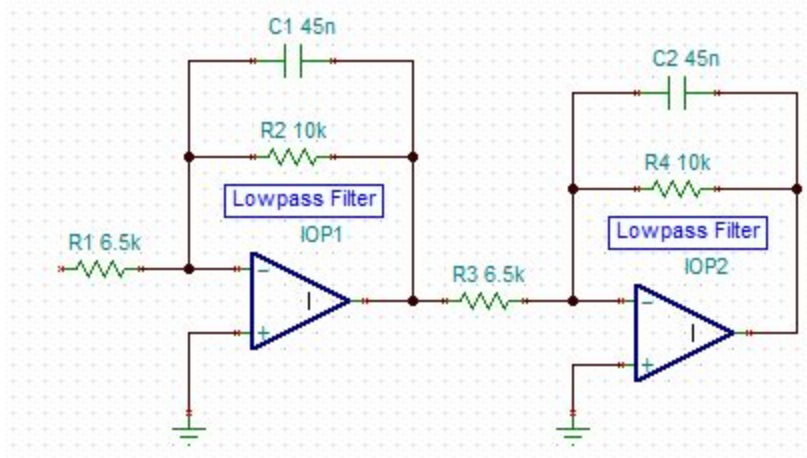 C1 45n
R2 10k
Lowpass Filter
IOP1
R1 6.5k
C2 45n
R4 10k
Lowpass Filter
IOP2
R3 6.5k